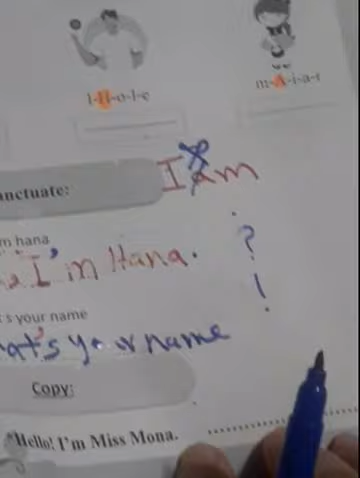 l-H-o-l-e
m-A-i-a-t
I am
unctuate:
m hana
I'm Hana.
?
t's your name
!
at's your name
Copy:
"Hello! I'm Miss Mona.